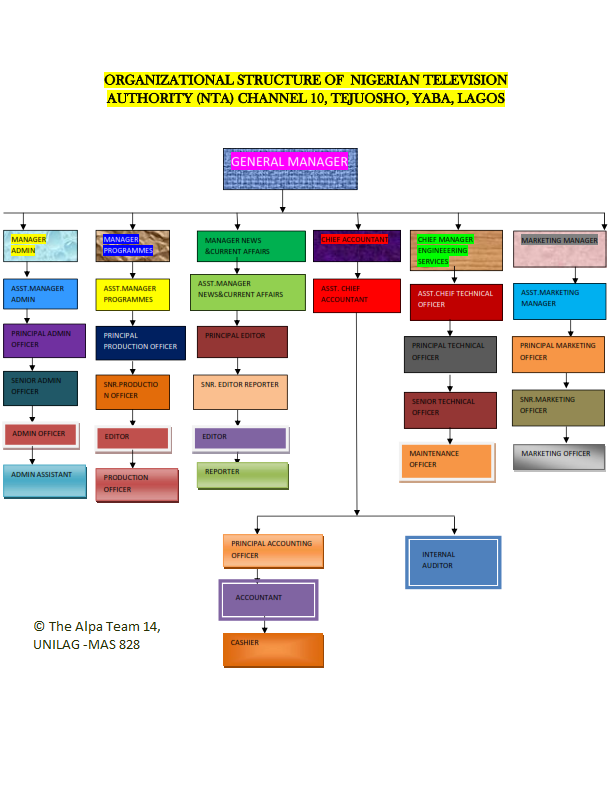 ORGANIZATIONAL STRUCTURE OF NIGERIAN TELEVISION
AUTHORITY (NTA) CHANNEL 10, TEJUOSHO, YABA, LAGOS
GENERAL MANAGER
MANAGER
ADMIN
MANAGER
PROGRAMMES
MANAGER NEWS
&CURRENT AFFAIRS
CHIEF ACCOUNTANT
CHIEF MANAGER
ENGINEEERING
SERVICES
MARKETING MANAGER
ASST.MANAGER
ADMIN
ASST.MANAGER
PROGRAMMES
ASST.MANAGER
NEWS&CURRENT AFFAIRS
ASST. CHIEF
ACCOUNTANT
ASST.CHEIF TECHNICAL
OFFICER
ASST.MARKETING
MANAGER
PRINCIPAL ADMIN
OFFICER
PRINCIPAL
PRODUCTION OFFICER
PRINCIPAL EDITOR
PRINCIPAL TECHNICAL
OFFICER
PRINCIPAL MARKETING
OFFICER
SENIOR ADMIN
OFFICER
SNR.PRODUCTIO
N OFFICER
SNR. EDITOR REPORTER
SENIOR TECHNICAL
OFFICER
SNR.MARKETING
OFFICER
ADMIN OFFICER
EDITOR
EDITOR
MAINTENANCE
OFFICER
MARKETING OFFICER
ADMIN ASSISTANT
PRODUCTION
OFFICER
REPORTER
PRINCIPAL ACCOUNTING
OFFICER
INTERNAL
AUDITOR
ACCOUNTANT
CASHIER
© The Alpa Team 14,
UNILAG -MAS 828